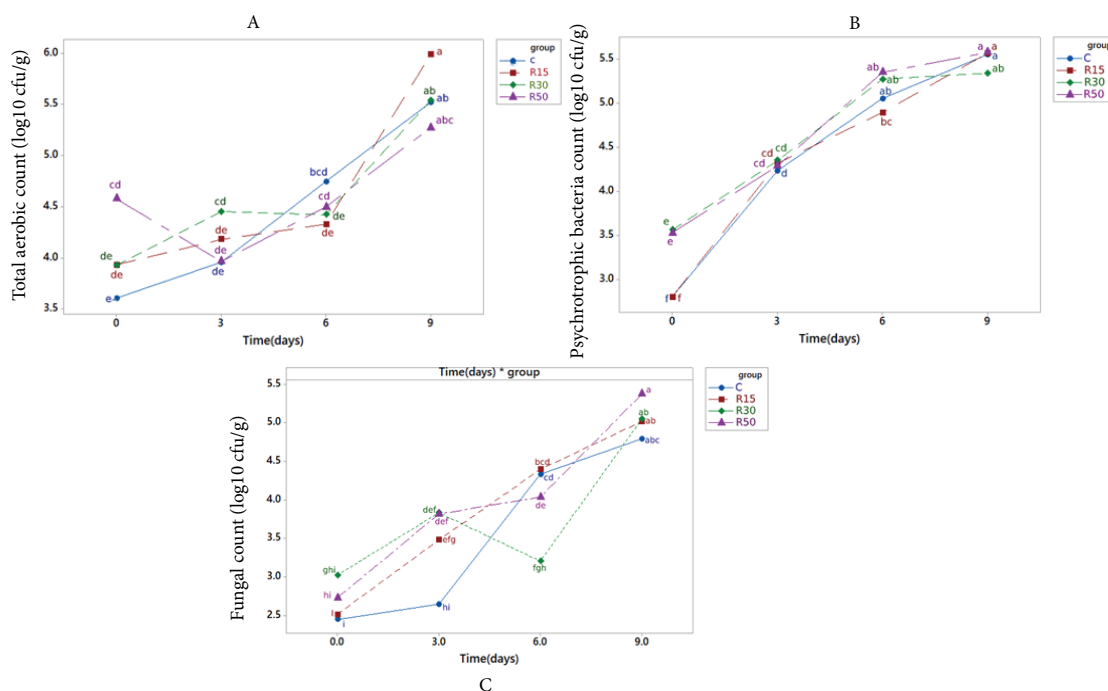 A
Total aerobic count (log10 cfu/g)
6.0
5.5
5.0
4.5
4.0
3.5
0
3
6
9
Time(days)
group
c
R15
R30
R50
a
ab
ab
abc
bcd
cd
cd
cd
de
de
de
de
de
de
de
de
e
B
Psychrotrophic bacteria count (log10 cfu/g)
5.5
5.0
4.5
4.0
3.5
3.0
0
3
6
9
Time(days)
group
C
R15
R30
R50
a
a
a
ab
ab
ab
ab
bc
cd
cd
cd
d
e
e
f
f
Time(days) * group
Fungal count (log10 cfu/g)
5.5
5.0
4.5
4.0
3.5
3.0
2.5
0.0
3.0
6.0
9.0
Time(days)
group
C
R15
R30
R50
a
ab
ab
abc
bcd
cd
de
def
def
efg
fgh
ghi
hi
hi
i
C